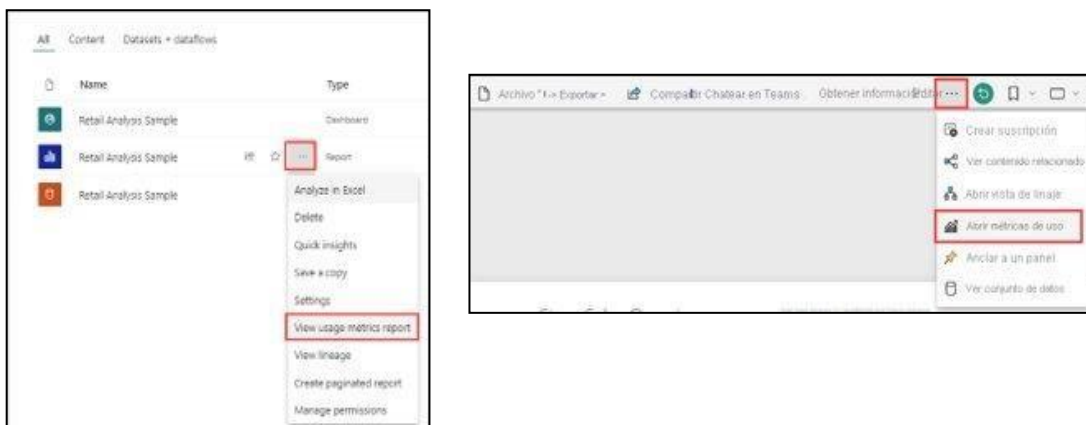 All Content Datasets + dataflows
Name Type
Retail Analysis Sample Dashboard
Retail Analysis Sample ... Report
Retail Analysis Sample
Analyze in Excel
Delete
Quick insights
Save a copy
Settings
View usage metrics report
View lineage
Create paginated report
Manage permissions
Archivo Exportar Compartir Chatear en Teams Obtener ...
Crear suscripción
Ver contenido relacionado
Abrir vista de linaje
Abrir métricas de uso
Anclar a un panel
Ver conjunto de datos